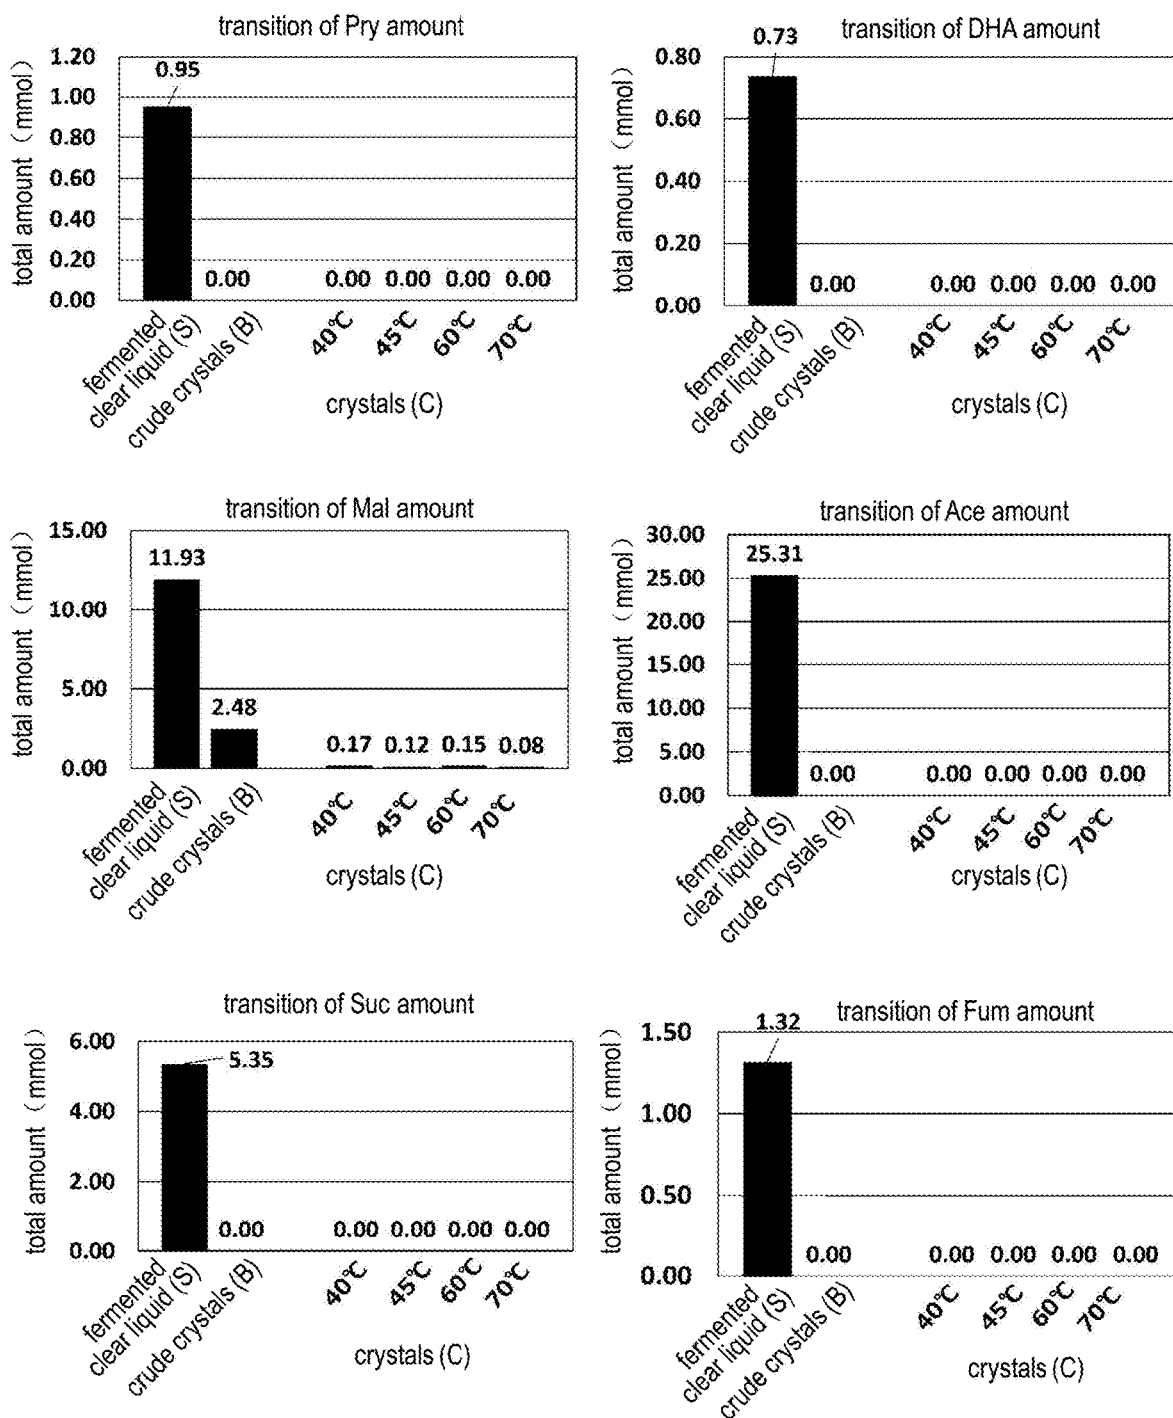 transition of Pry amount
total amount (mmol)
1.20
1.00
0.80
0.60
0.40
0.20
0.00
0.95
0.00
0.00 0.00 0.00 0.00
fermented
clear liquid (S)
crude crystals (B)
40℃ 45℃ 60℃ 70℃
crystals (C)
transition of DHA amount
total amount (mmol)
0.80
0.60
0.40
0.20
0.00
0.73
0.00
0.00 0.00 0.00 0.00
fermented
clear liquid (S)
crude crystals (B)
40℃ 45℃ 60℃ 70℃
crystals (C)
transition of Mal amount
total amount (mmol)
15.00
10.00
5.00
0.00
11.93
2.48
0.17 0.12 0.15 0.08
fermented
clear liquid (S)
crude crystals (B)
40℃ 45℃ 60℃ 70℃
crystals (C)
transition of Ace amount
total amount (mmol)
30.00
25.00
20.00
15.00
10.00
5.00
0.00
25.31
0.00
0.00 0.00 0.00 0.00
fermented
clear liquid (S)
crude crystals (B)
40℃ 45℃ 60℃ 70℃
crystals (C)
transition of Suc amount
total amount (mmol)
6.00
4.00
2.00
0.00
5.35
0.00
0.00 0.00 0.00 0.00
fermented
clear liquid (S)
crude crystals (B)
40℃ 45℃ 60℃ 70℃
crystals (C)
transition of Fum amount
total amount (mmol)
1.50
1.00
0.50
0.00
1.32
0.00
0.00 0.00 0.00 0.00
fermented
clear liquid (S)
crude crystals (B)
40℃ 45℃ 60℃ 70℃
crystals (C)